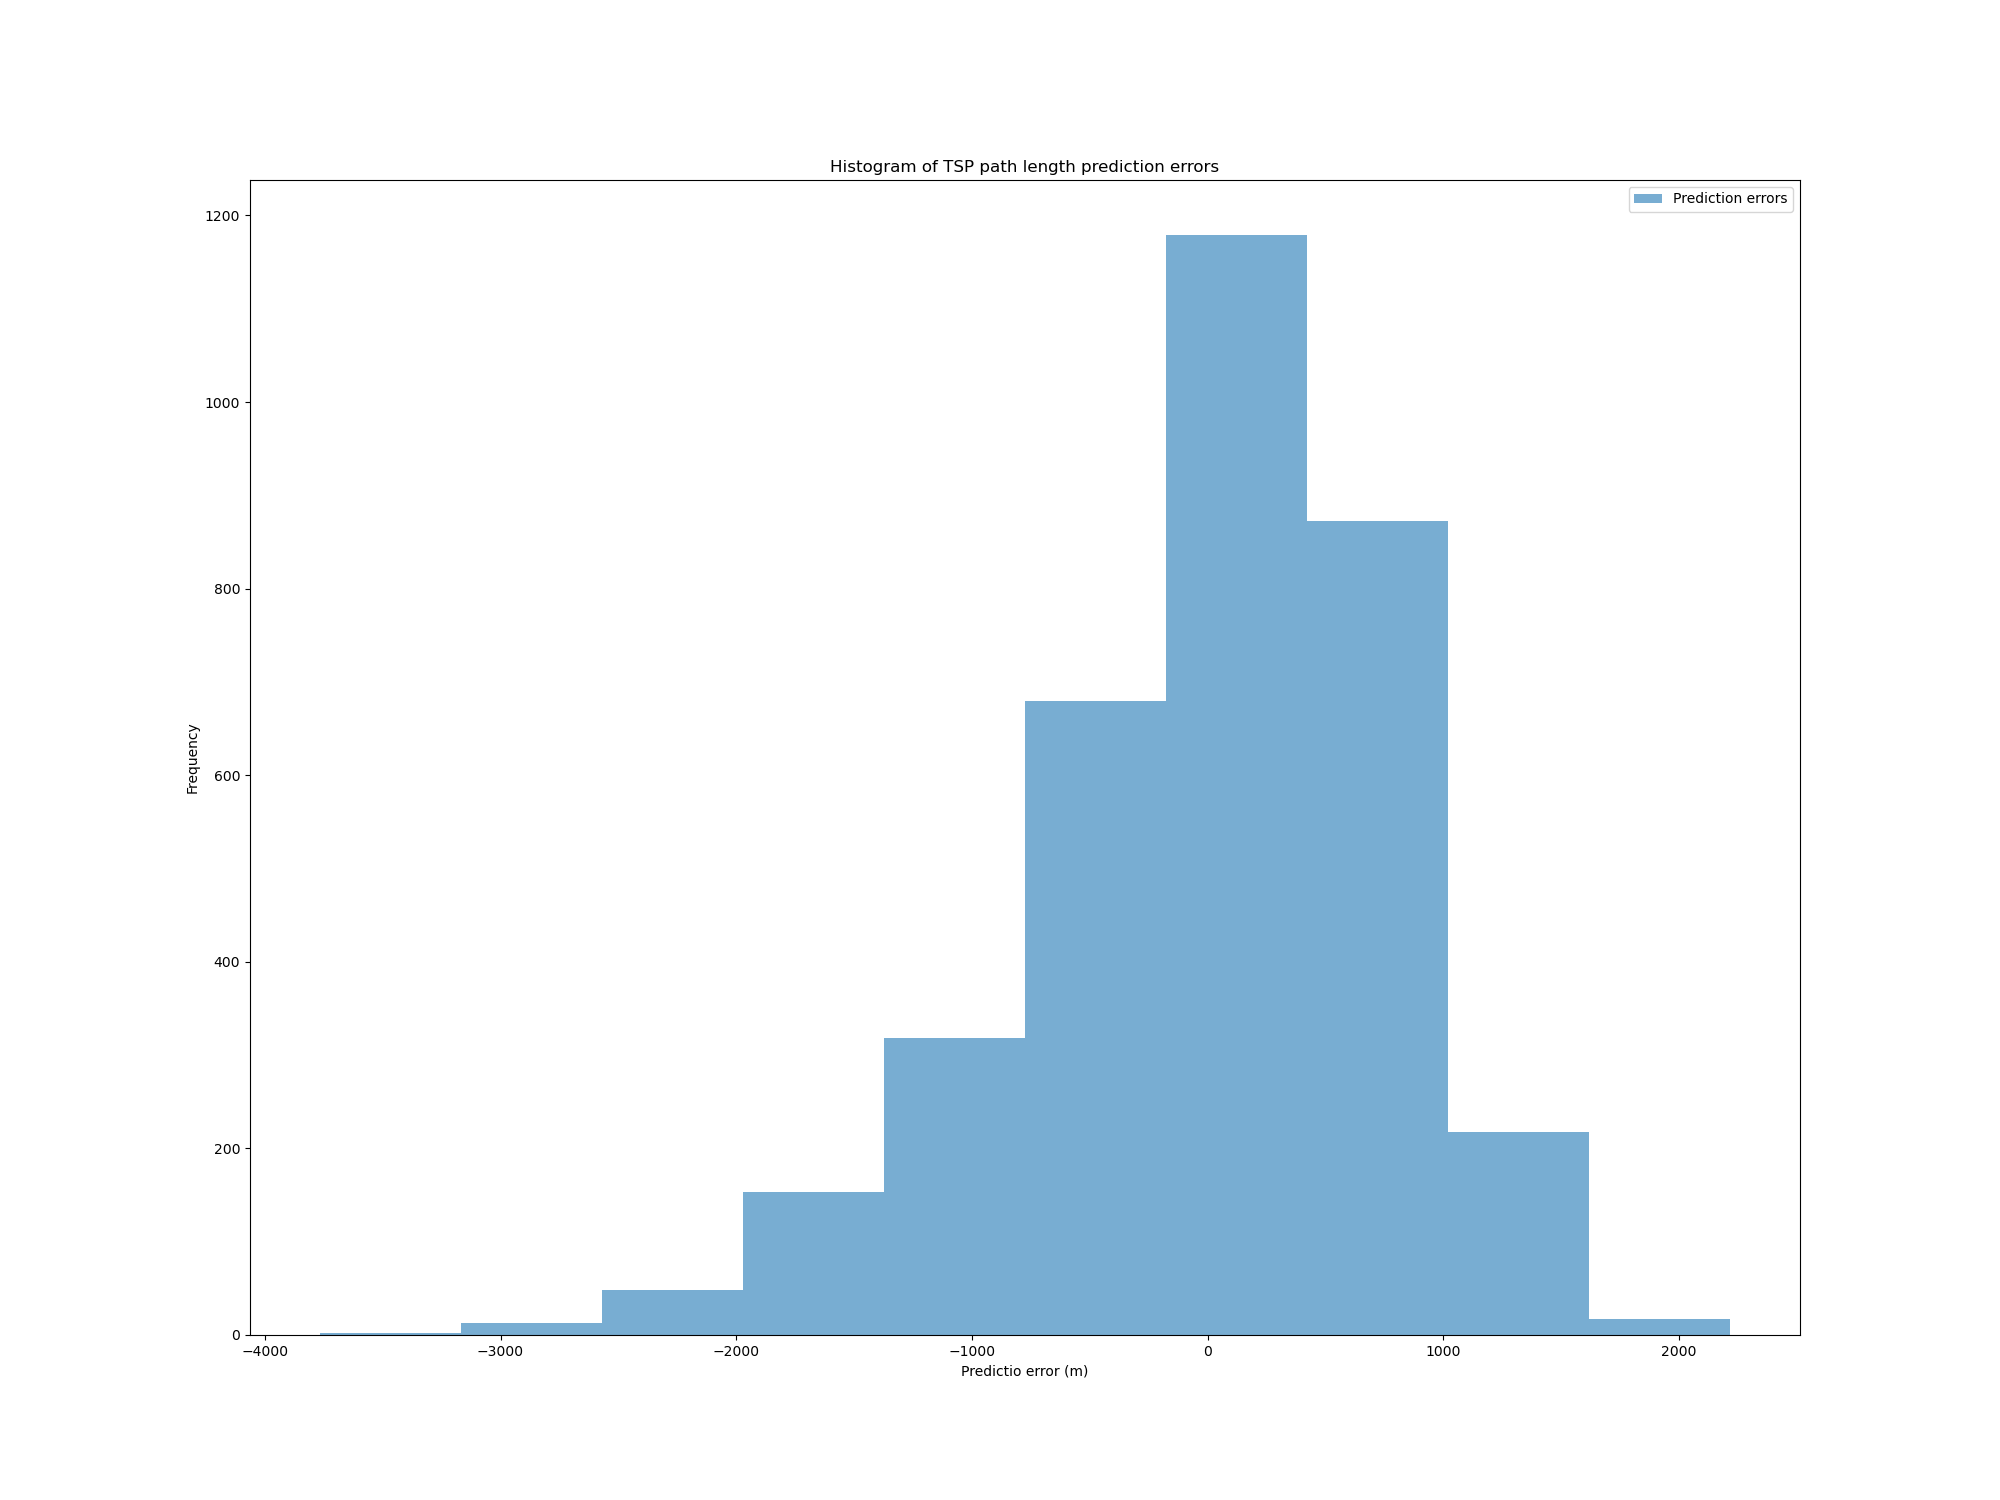 Histogram of TSP path length prediction errors
Prediction errors
1200
1000
800
600
400
200
0
Frequency
−4000 −3000 −2000 −1000 0 1000 2000
Predictio error (m)